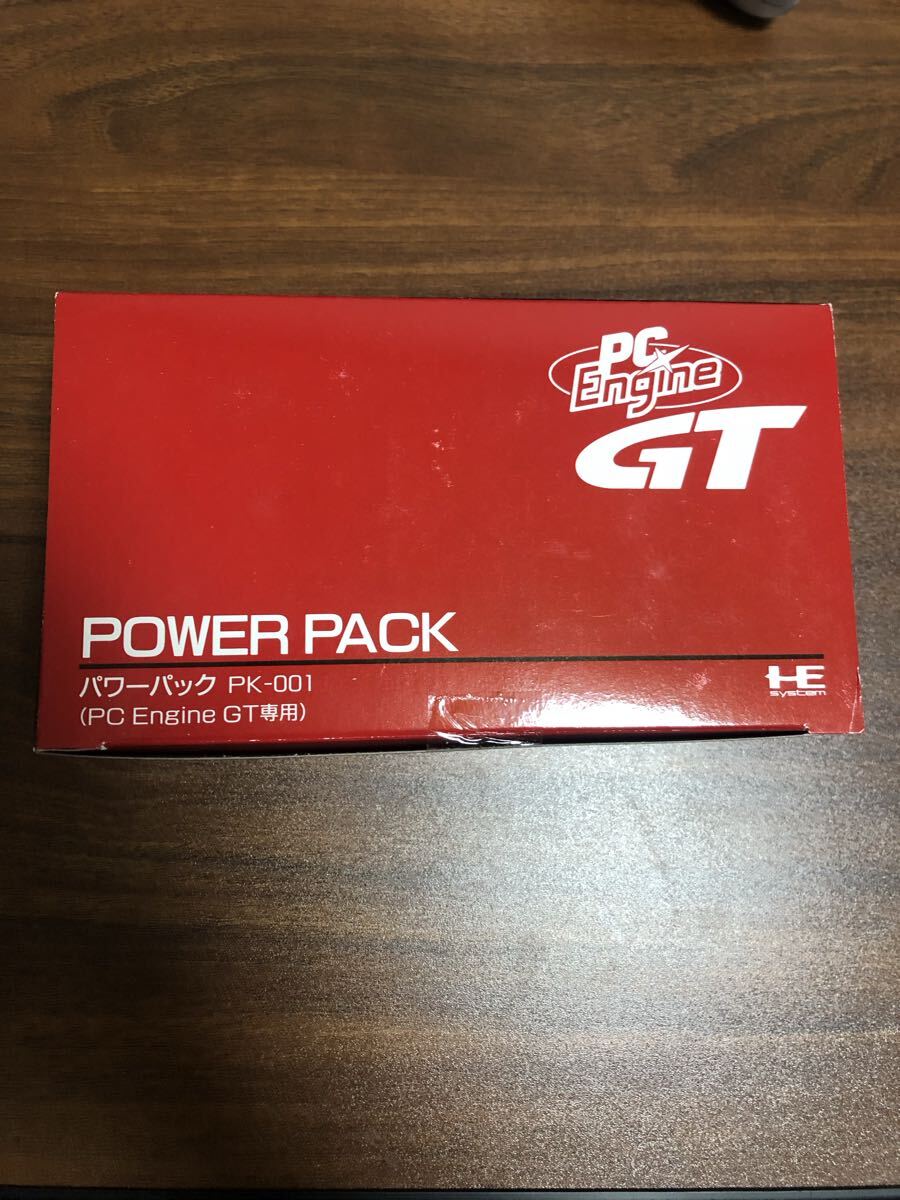 PC
Engine
GT
POWER PACK
パワーパック PK-001
(PC Engine GT専用)
HE
system